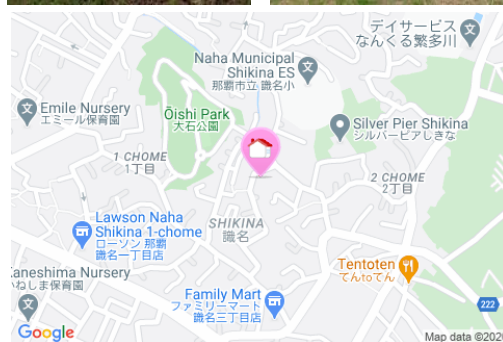 デイサービス
なんくる繁多川
Naha Municipal
Shikina ES
那覇市立 識名小
Emile Nursery
エミール保育園
Ōishi Park
大石公園
Silver Pier Shikina
シルバーピアしきな
1 CHOME
1丁目
2 CHOME
2丁目
Lawson Naha
Shikina 1-chome
ローソン 那覇
識名一丁目店
SHIKINA
識名
Kaneshima Nursery
かねしま保育園
Tentoten
てんtoてん
Family Mart
ファミリーマート
識名三丁目店
222
Google
Map data ©2025